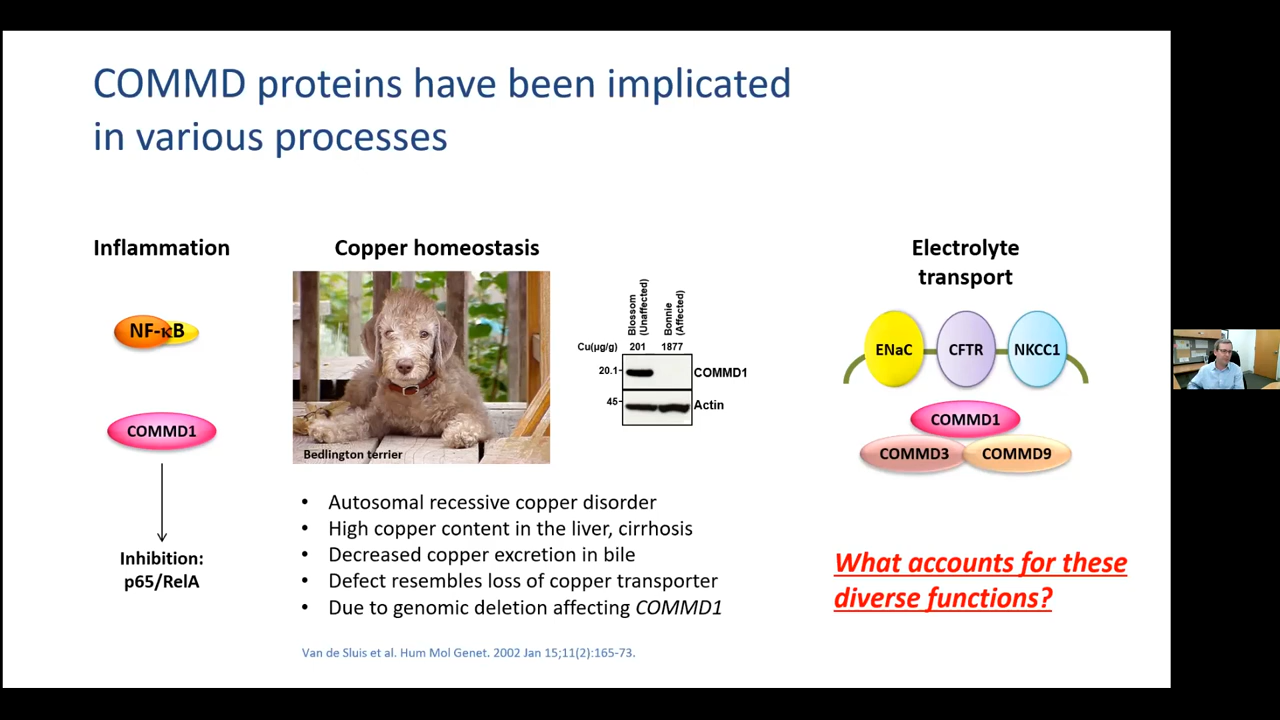 COMMD proteins have been implicated
in various processes
Inflammation
NF-κB
COMMD1
Inhibition:
p65/RelA
Copper homeostasis
Bedlington terrier
Blossom
(Unaffected)
Bonnie
(Affected)
Cu(μg/g) 201 1877
20.1 COMMD1
45 Actin
• Autosomal recessive copper disorder
• High copper content in the liver, cirrhosis
• Decreased copper excretion in bile
• Defect resembles loss of copper transporter
• Due to genomic deletion affecting COMMD1
Van de Sluis et al. Hum Mol Genet. 2002 Jan 15;11(2):165-73.
Electrolyte
transport
ENaC CFTR NKCC1
COMMD1
COMMD3 COMMD9
What accounts for these
diverse functions?